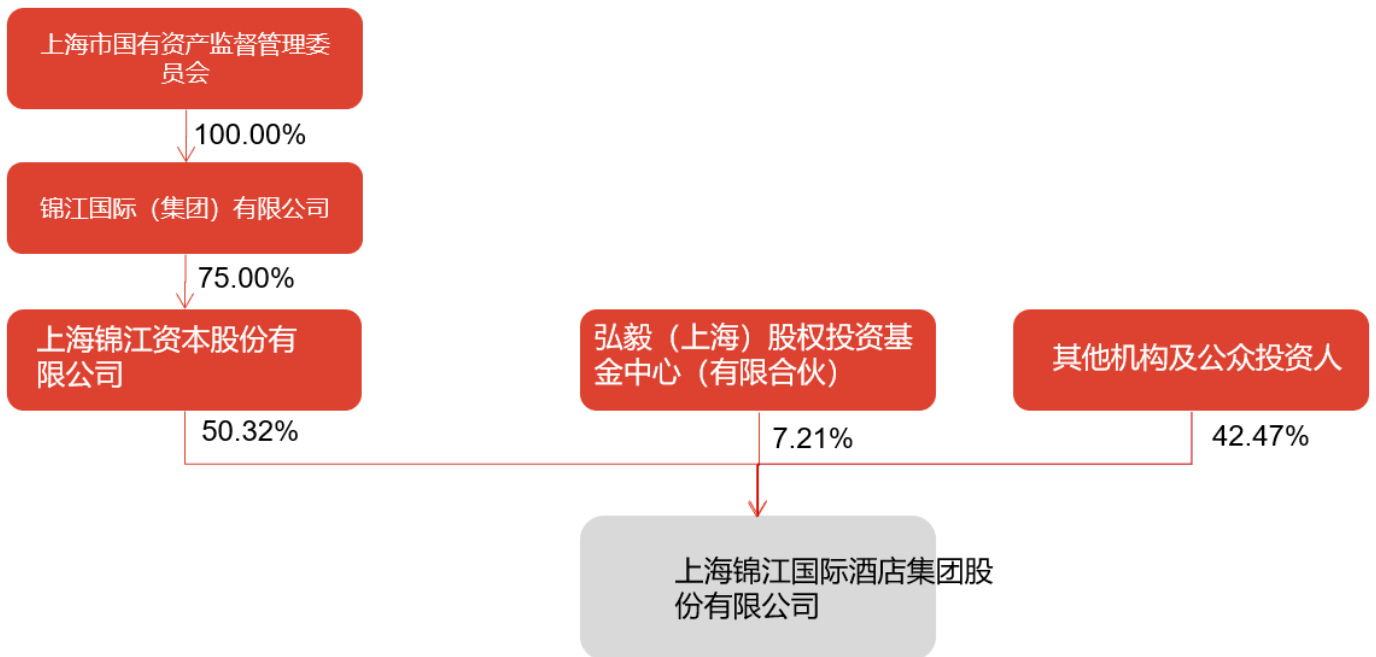 上海市国有资产监督管理委
员会
100.00%
锦江国际（集团）有限公司
75.00%
上海锦江资本股份有
限公司
弘毅（上海）股权投资基
金中心（有限合伙）
其他机构及公众投资人
50.32%
7.21%
42.47%
上海锦江国际酒店集团股
份有限公司